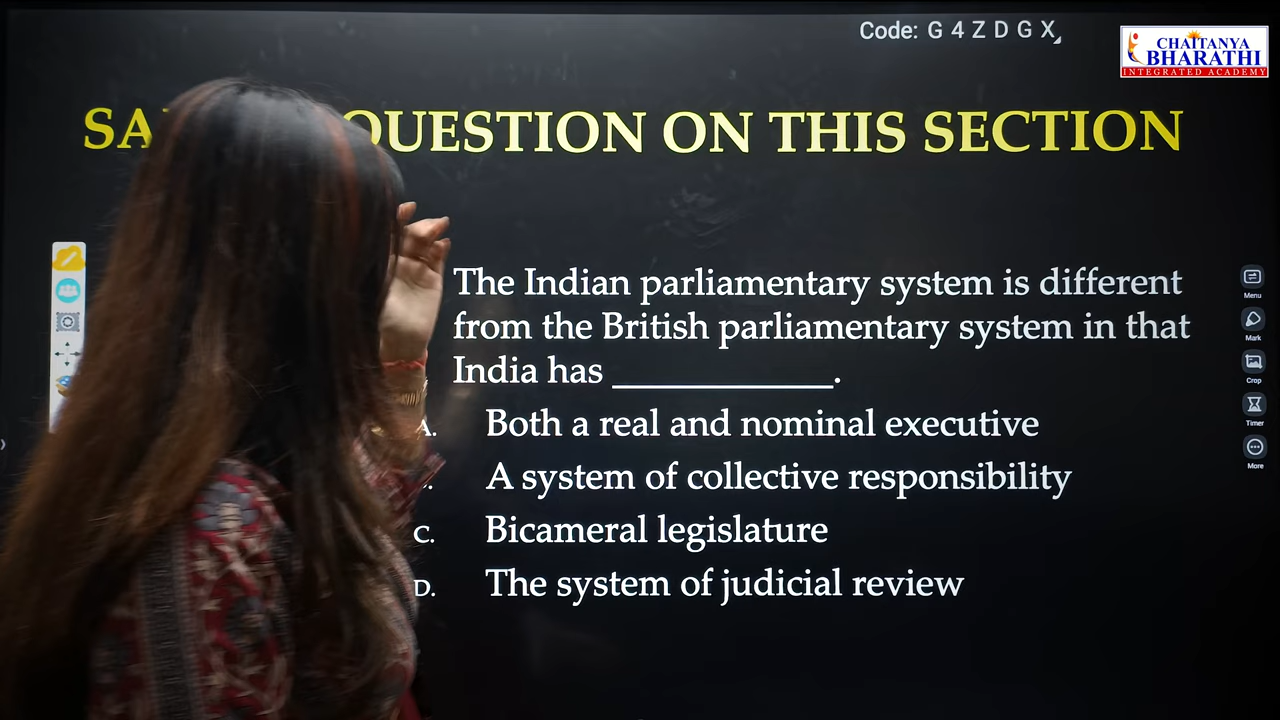 Code: G 4 Z D G X
CHAITANYA
BHARATHI
INTEGRATED ACADEMY
QUESTION ON THIS SECTION
The Indian parliamentary system is different
from the British parliamentary system in that
India has ___________.
A. Both a real and nominal executive
A system of collective responsibility
C. Bicameral legislature
D. The system of judicial review
Menu
Mark
Crop
Timer
More